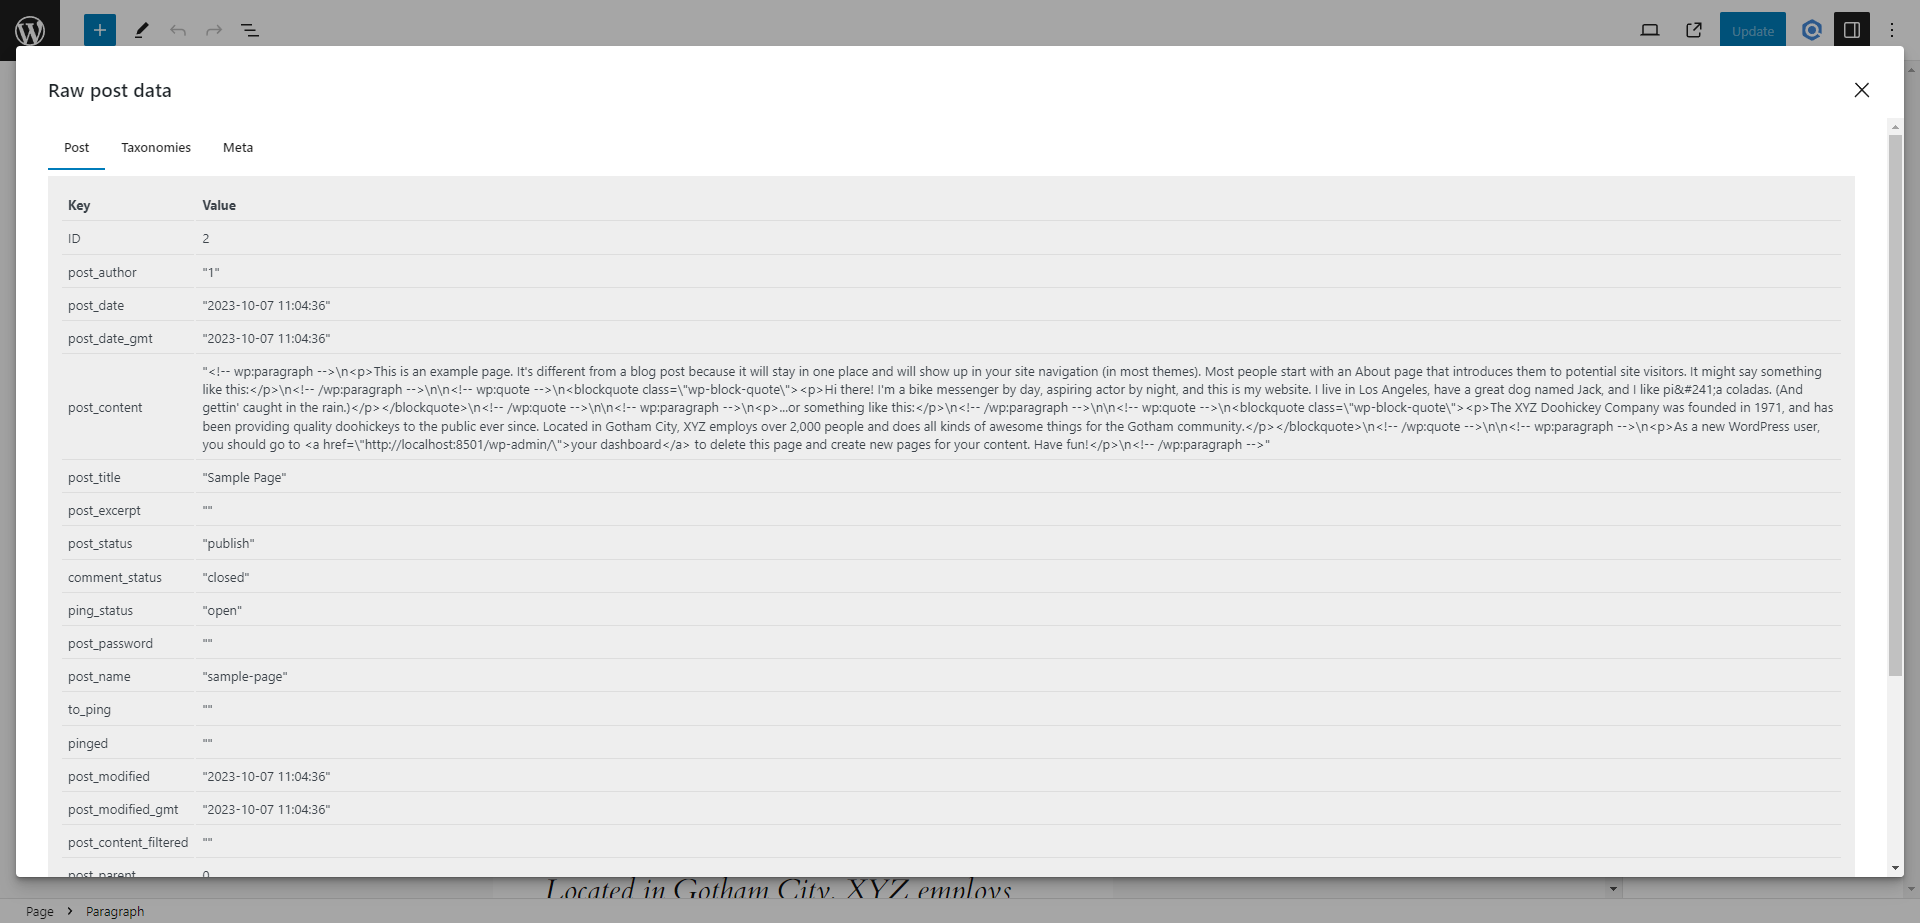 Update
Raw post data
Post Taxonomies Meta
Key Value
ID 2
post_author "1"
post_date "2023-10-07 11:04:36"
post_date_gmt "2023-10-07 11:04:36"
post_content "<!-- wp:paragraph -->\n<p>This is an example page. It's different from a blog post because it will stay in one place and will show up in your site navigation (in most themes). Most people start with an About page that introduces them to potential site visitors. It might say something
like this:</p>\n<!-- /wp:paragraph -->\n\n<!-- wp:quote -->\n<blockquote class=\"wp-block-quote\"><p>Hi there! I'm a bike messenger by day, aspiring actor by night, and this is my website. I live in Los Angeles, have a great dog named Jack, and I like pi&#241;a coladas. (And
gettin' caught in the rain.)</p></blockquote>\n<!-- /wp:quote -->\n\n<!-- wp:paragraph -->\n<p>...or something like this:</p>\n<!-- /wp:paragraph -->\n\n<!-- wp:quote -->\n<blockquote class=\"wp-block-quote\"><p>The XYZ Doohickey Company was founded in 1971, and has
been providing quality doohickeys to the public ever since. Located in Gotham City, XYZ employs over 2,000 people and does all kinds of awesome things for the Gotham community.</p></blockquote>\n<!-- /wp:quote -->\n\n<!-- wp:paragraph -->\n<p>As a new WordPress user,
you should go to <a href=\"http://localhost:8501/wp-admin/\">your dashboard</a> to delete this page and create new pages for your content. Have fun!</p>\n<!-- /wp:paragraph -->"
post_title "Sample Page"
post_excerpt ""
post_status "publish"
comment_status "closed"
ping_status "open"
post_password ""
post_name "sample-page"
to_ping ""
pinged ""
post_modified "2023-10-07 11:04:36"
post_modified_gmt "2023-10-07 11:04:36"
post_content_filtered ""
post_parent 0
Located in Gotham City, XYZ employs
Page > Paragraph